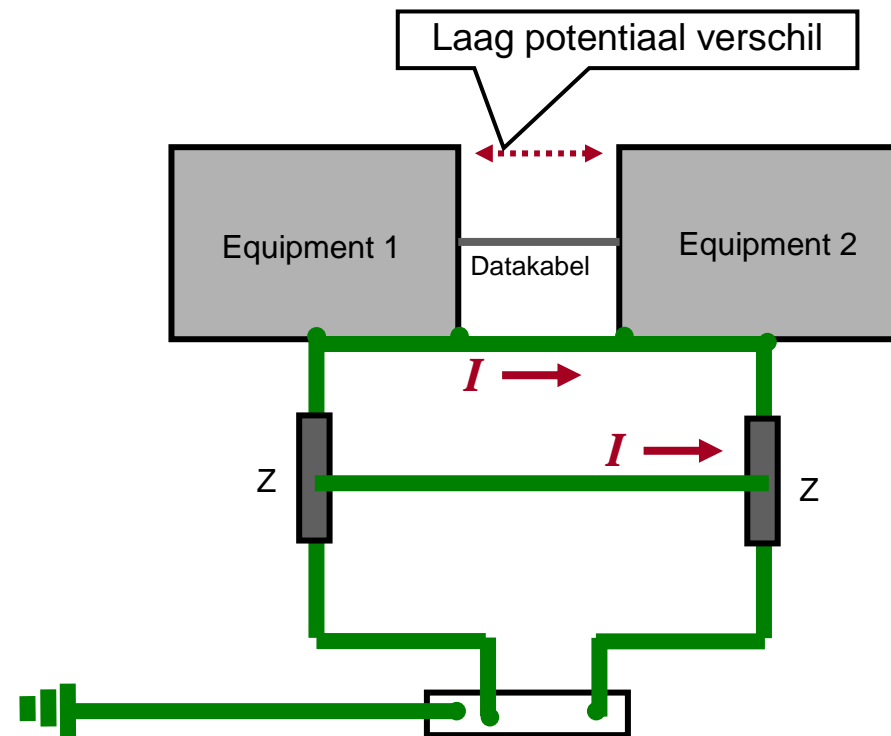 Laag potentiaal verschil
Equipment 1
Equipment 2
Datakabel
I
I
Z
Z